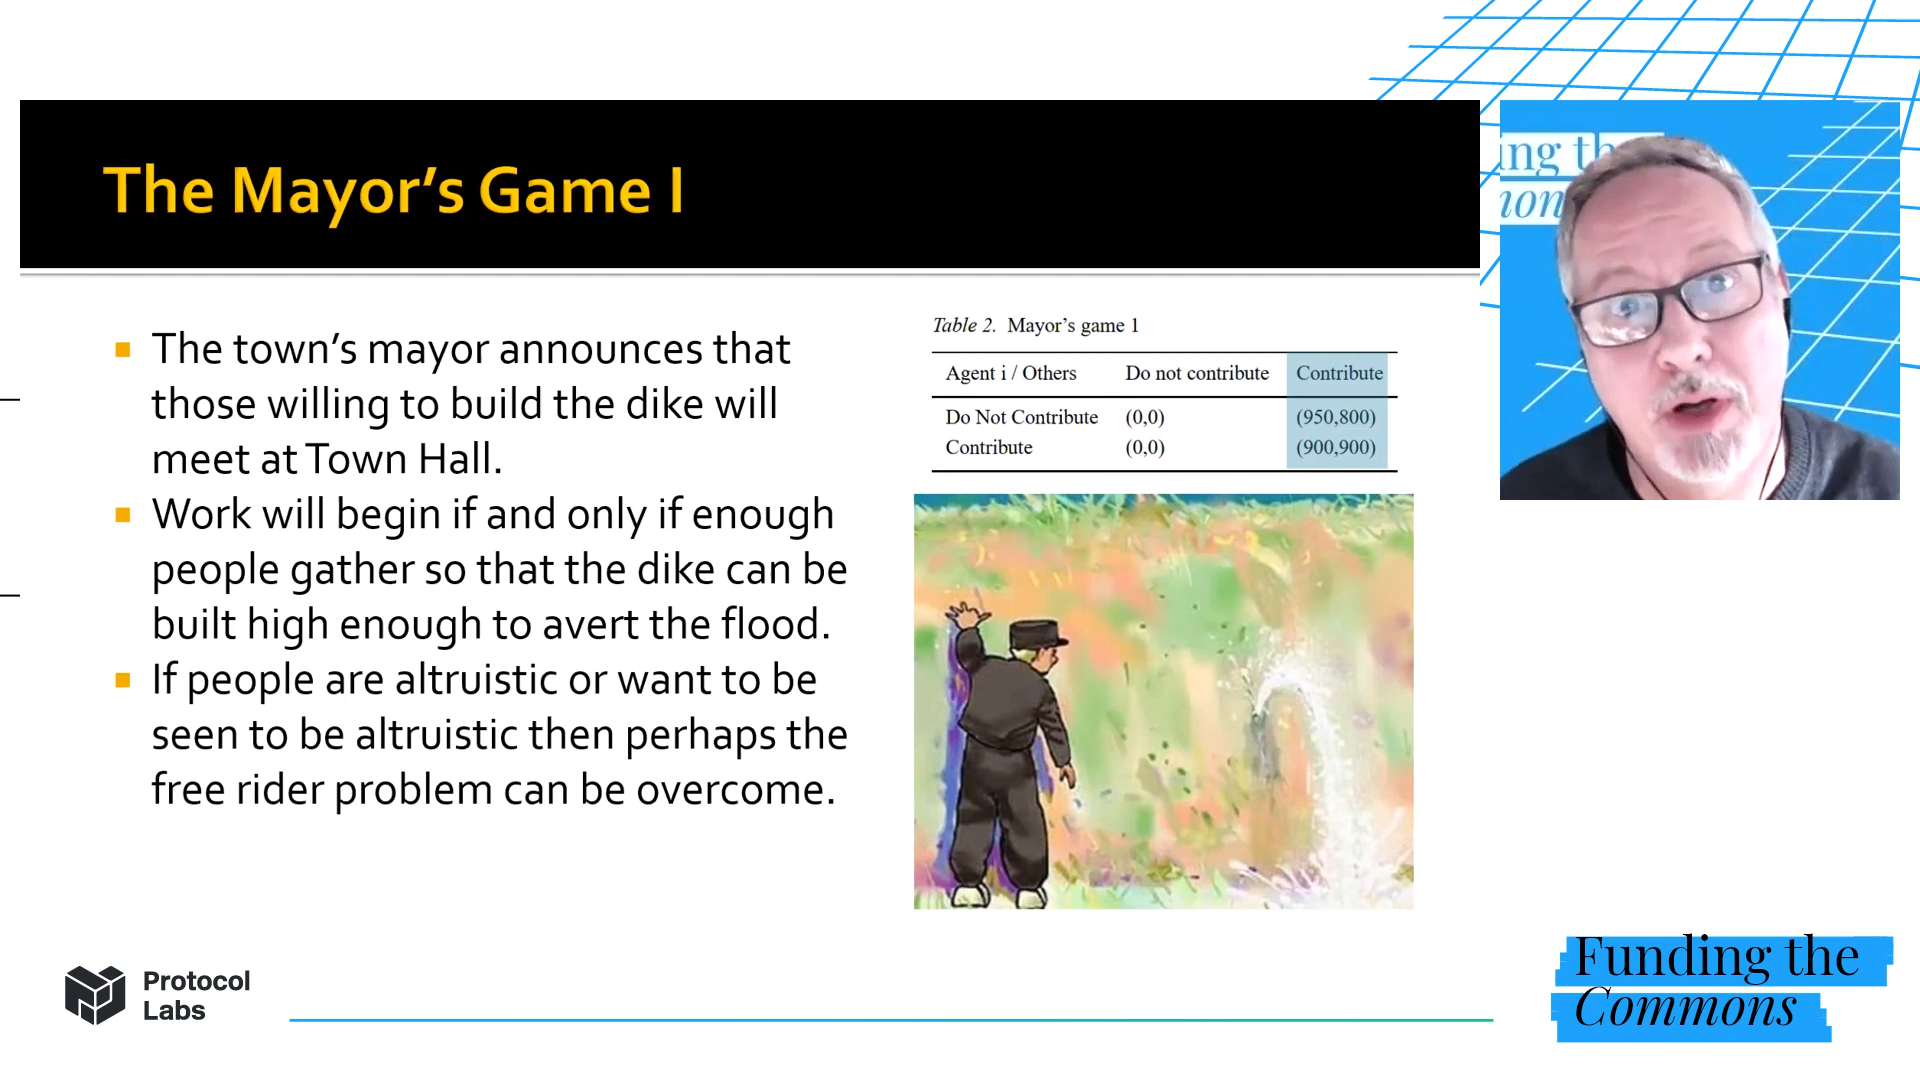 The Mayor’s Game I
▪ The town’s mayor announces that
those willing to build the dike will
meet at Town Hall.
▪ Work will begin if and only if enough
people gather so that the dike can be
built high enough to avert the flood.
▪ If people are altruistic or want to be
seen to be altruistic then perhaps the
free rider problem can be overcome.
Table 2. Mayor’s game 1
Agent i / Others Do not contribute Contribute
Do Not Contribute (0,0) (950,800)
Contribute (0,0) (900,900)
ing th
mon
Protocol
Labs
Funding the
Commons